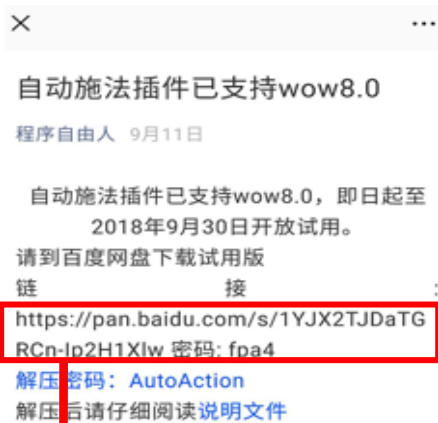 自动施法插件已支持wow8.0
程序自由人 9月11日
自动施法插件已支持wow8.0，即日起至
2018年9月30日开放试用。
请到百度网盘下载试用版
链接:
https://pan.baidu.com/s/1YJX2TJDaTG
RCn-Ip2H1Xlw 密码: fpa4
解压密码：AutoAction
解压后请仔细阅读说明文件